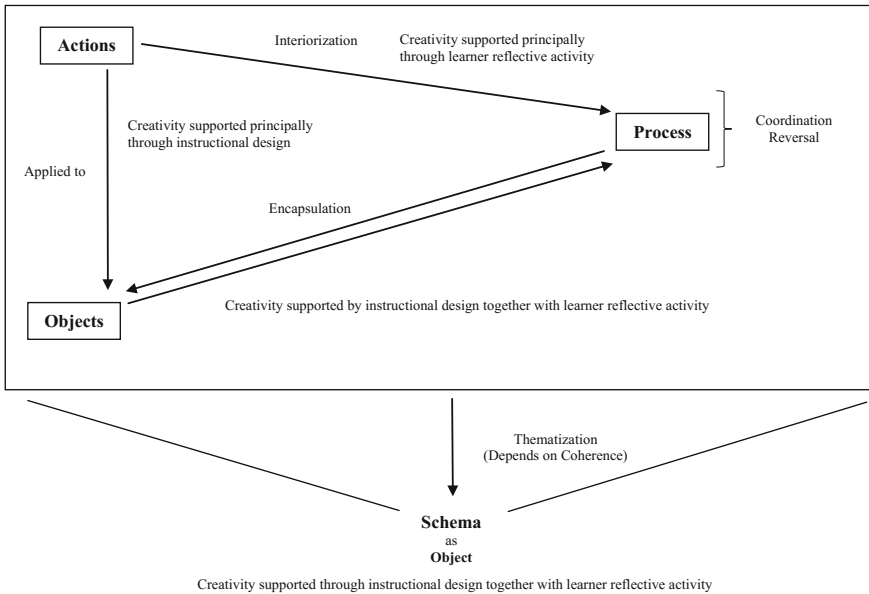 Actions
Interiorization
Creativity supported principally
through learner reflective activity
Creativity supported principally
through instructional design
Process
Coordination
Reversal
Applied to
Encapsulation
Objects
Creativity supported by instructional design together with learner reflective activity
Thematization
(Depends on Coherence)
Schema
as
Object
Creativity supported through instructional design together with learner reflective activity